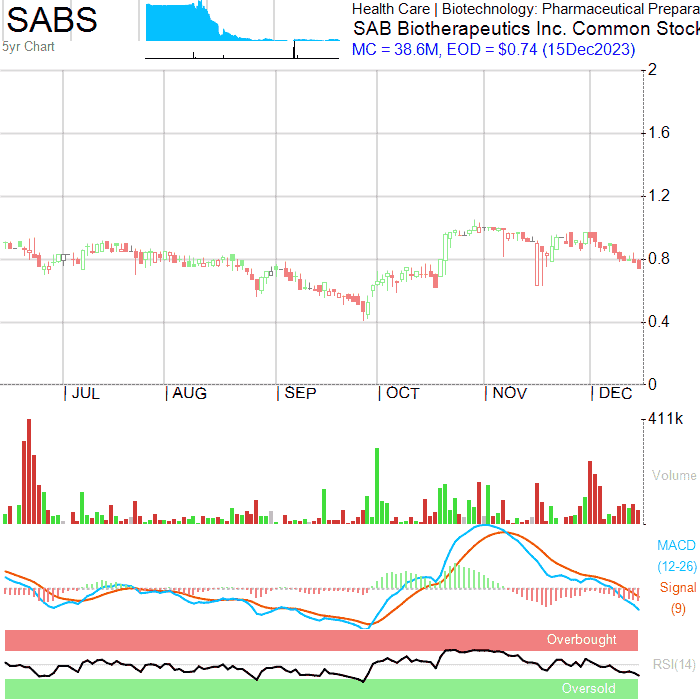 SABS
5yr Chart
Health Care | Biotechnology: Pharmaceutical Prepara
SAB Biotherapeutics Inc. Common Stock
MC = 38.6M, EOD = $0.74 (15Dec2023)
2
1.6
1.2
0.8
0.4
0
JUL
AUG
SEP
OCT
NOV
DEC
411k
Volume
MACD
(12-26)
Signal
(9)
Overbought
RSI(14)
Oversold